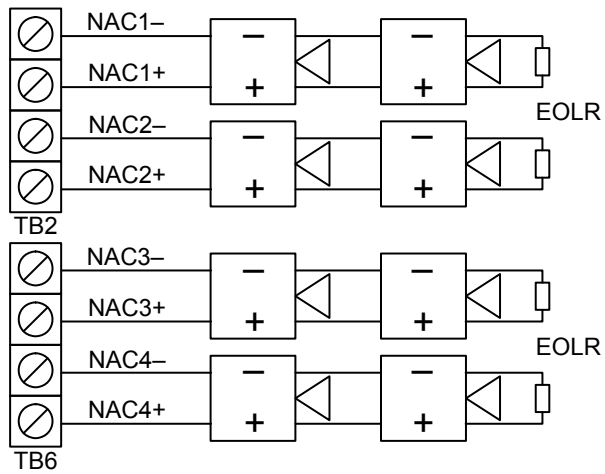 NAC1–
− −
NAC1+
+ +
EOLR
NAC2–
− −
NAC2+
+ +
TB2
NAC3–
− −
NAC3+
+ +
EOLR
NAC4–
− −
NAC4+
+ +
TB6